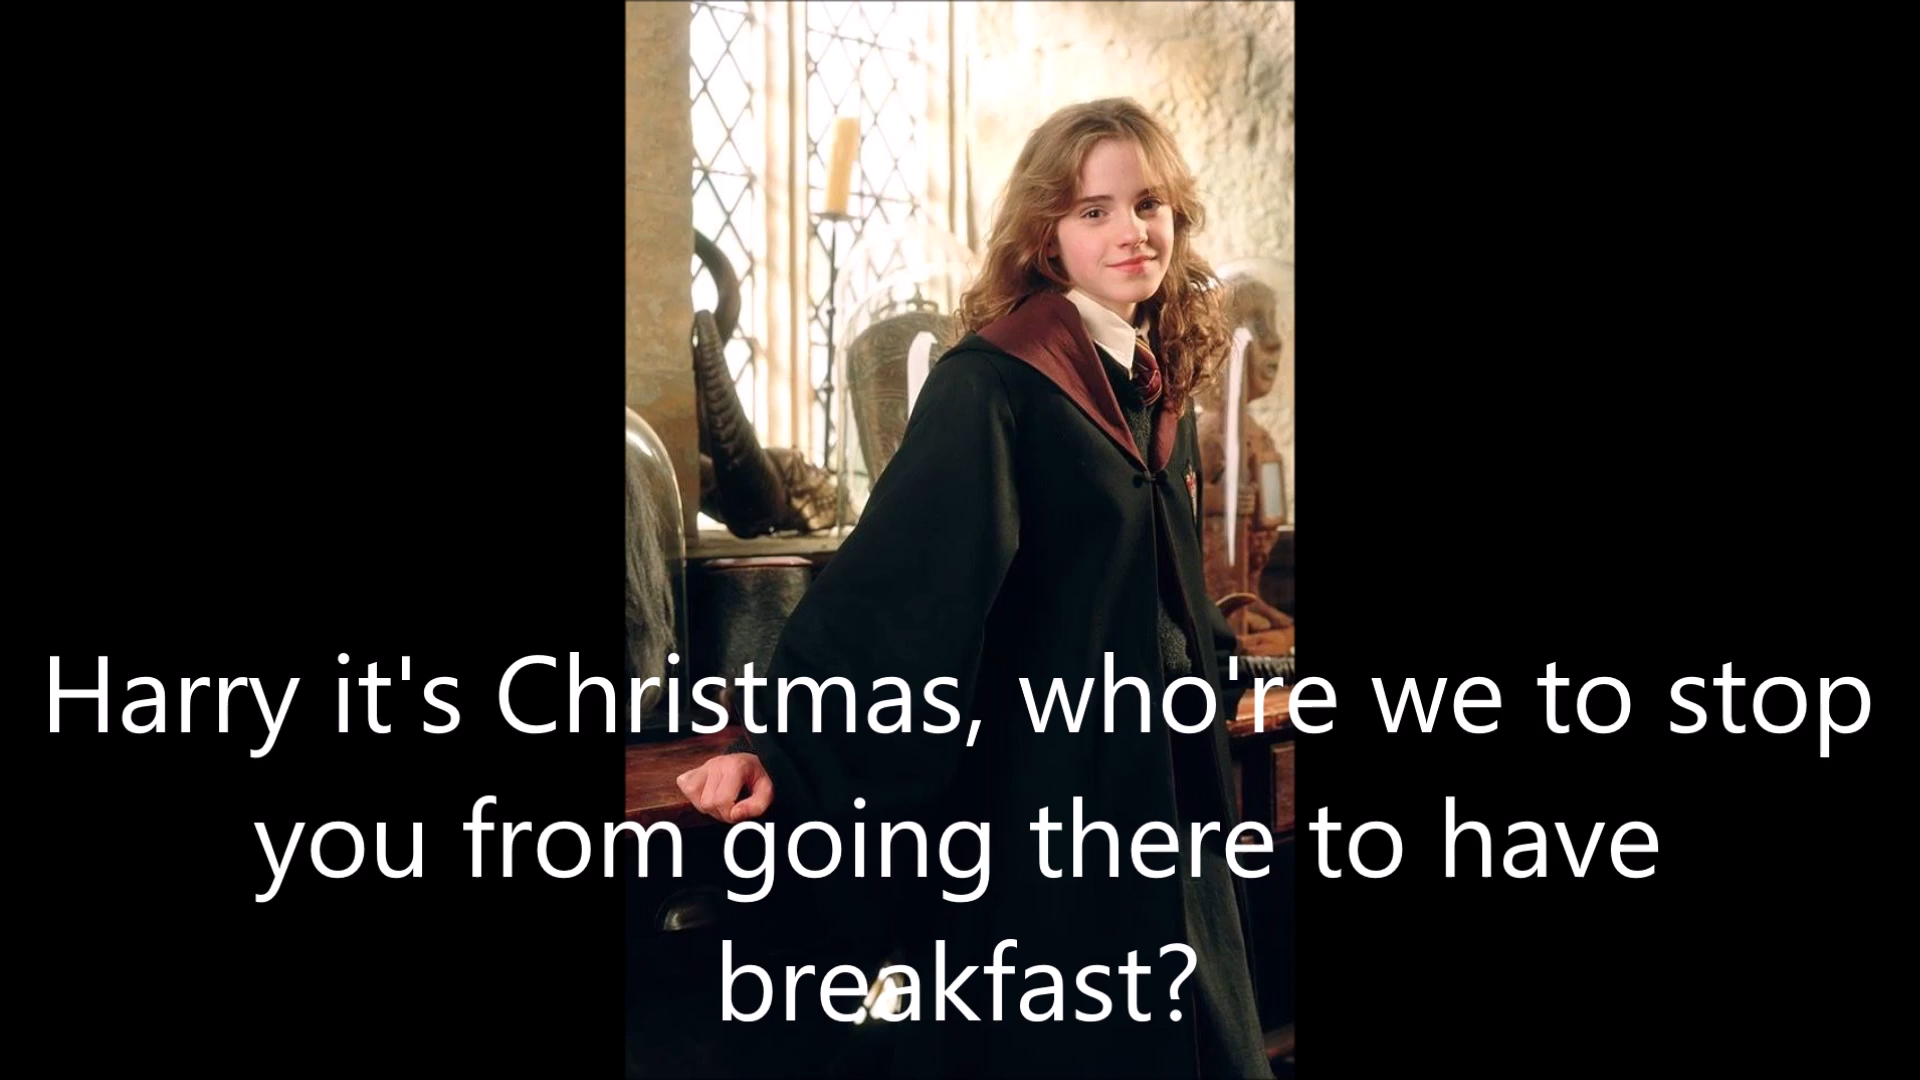 Harry it's Christmas, who're we to stop
you from going there to have
breakfast?